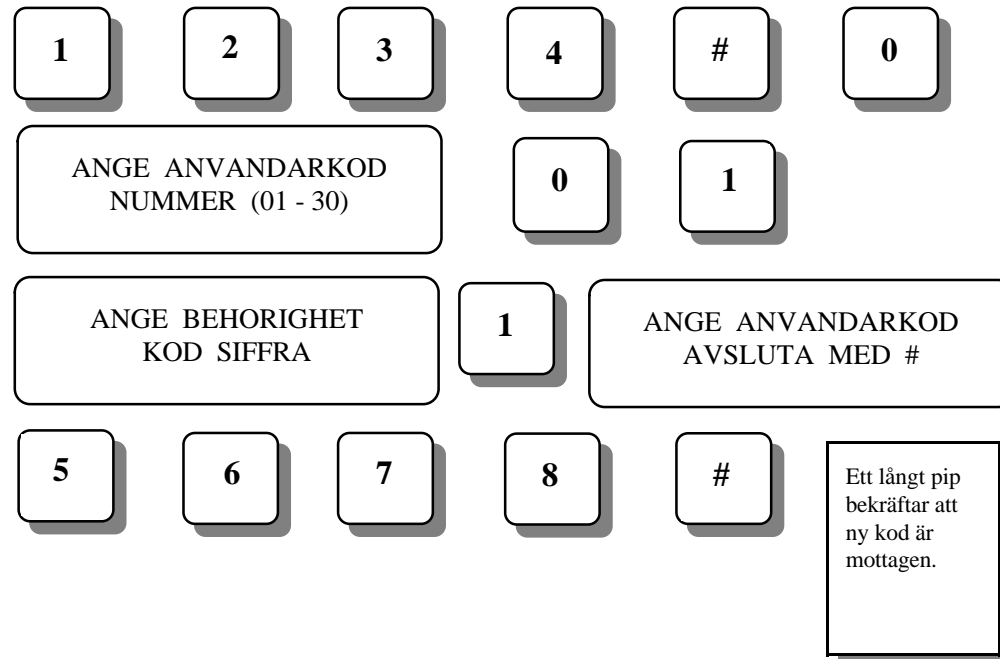 1 2 3 4 # 0
ANGE ANVANDARKOD
NUMMER (01 - 30)
0 1
ANGE BEHORIGHET
KOD SIFFRA
1
ANGE ANVANDARKOD
AVSLUTA MED #
5 6 7 8 #
Ett långt pip
bekräftar att
ny kod är
mottagen.